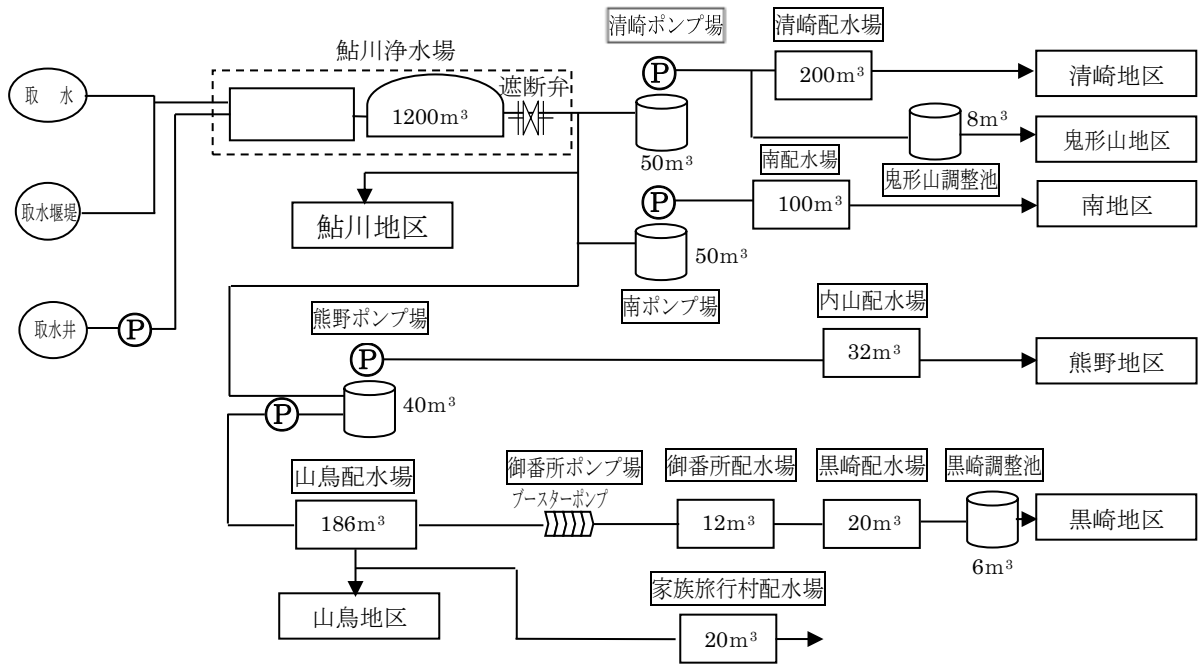 清崎ポンプ場
清崎配水場
鮎川浄水場
遮断弁
取 水
P
200m³
清崎地区
1200m³
8m³
50m³
鬼形山地区
南配水場
鬼形山調整池
取水堰堤
P
100m³
南地区
鮎川地区
50m³
南ポンプ場
内山配水場
熊野ポンプ場
取水井
P
P
32m³
熊野地区
40m³
P
山鳥配水場
御番所ポンプ場
御番所配水場
黒崎配水場
黒崎調整池
ブースターポンプ
186m³
12m³
20m³
黒崎地区
6m³
家族旅行村配水場
山鳥地区
20m³